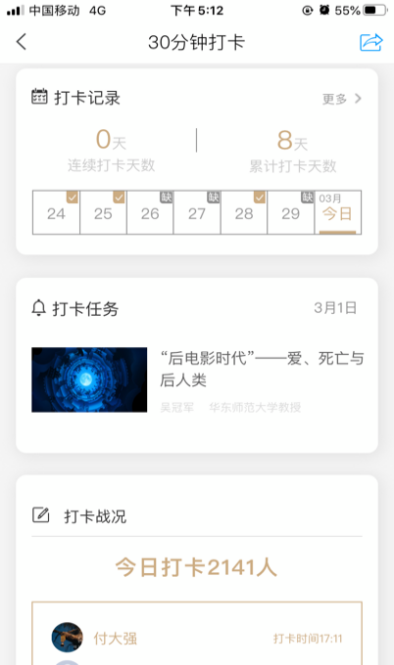 中国移动 4G 下午5:12 55%
30分钟打卡
打卡记录 更多
0天 8天
连续打卡天数 累计打卡天数
24 25 26 缺 27 缺 28 29 缺 03月 今日
打卡任务 3月1日
“后电影时代”——爱、死亡与
后人类
吴冠军 华东师范大学教授
打卡战况
今日打卡2141人
付大强 打卡时间17:11